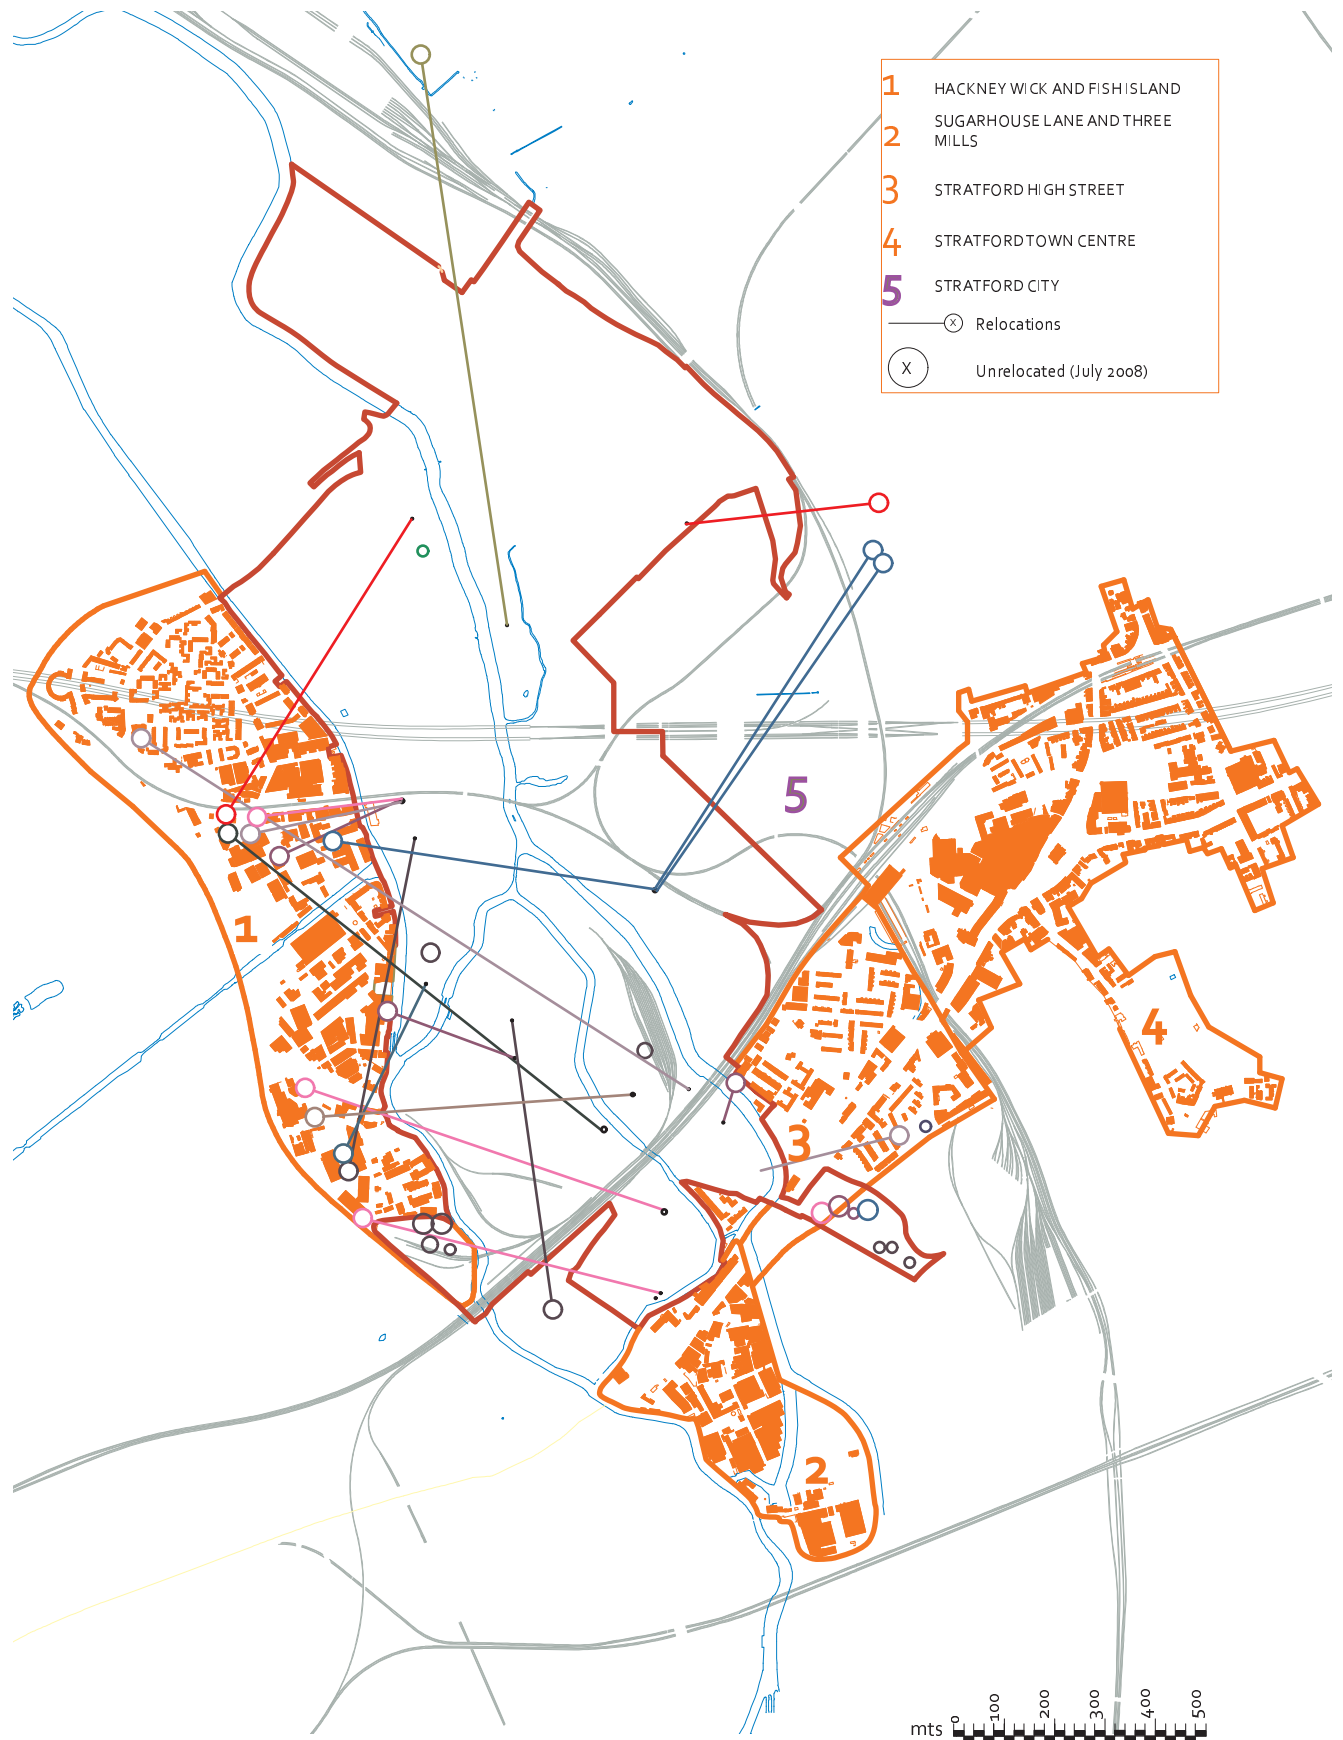 1 HACKNEY WICK AND FISH ISLAND
2 SUGARHOUSE LANE AND THREE
MILLS
3 STRATFORD HIGH STREET
4 STRATFORD TOWN CENTRE
5 STRATFORD CITY
X Relocations
X Unrelocated (July 2008)
5
1
4
3
2
mts 0 100 200 300 400 500